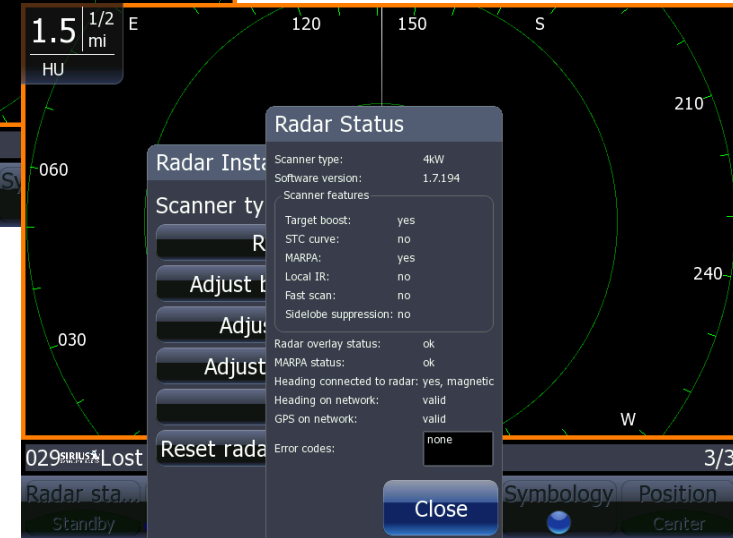 1.5 1/2 mi
HU
E
120
150
S
210
060
240
030
W
Radar Status
Scanner type: 4kW
Software version: 1.7.194
Scanner features
Target boost: yes
STC curve: no
MARPA: yes
Local IR: no
Fast scan: no
Sidelobe suppression: no
Radar overlay status: ok
MARPA status: ok
Heading connected to radar: yes, magnetic
Heading on network: valid
GPS on network: valid
Error codes: none
Close
Radar Insta
Scanner ty
R
Adjust b
Adju
Adjust
Reset rada
029 SIRIUS Lost
3/3
Radar sta...
Standby
Symbology
Position
Center
Sy